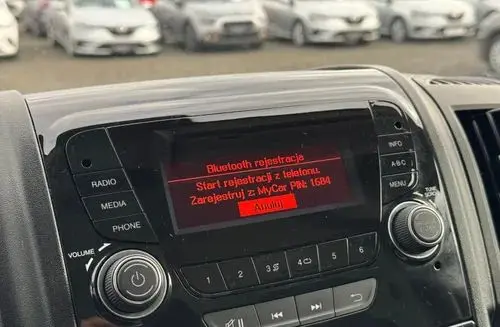 Bluetooth rejestracja
Start rejestracji z telefonu.
Zarejestruj z: MyCar PIN: 1684
Anuluj
INFO
A-B-C
MENU
RADIO
MEDIA
PHONE
VOLUME
TUNE
1 2 3 4 5 6